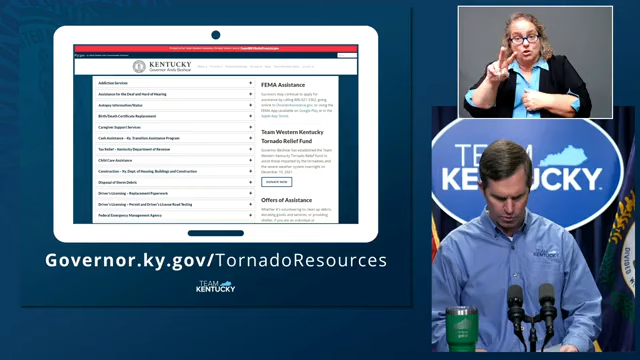 KENTUCKY
Governor Andy Beshear
Addiction Services
Assistance for the Deaf and Hard of Hearing
Autopsy Information/Status
Birth/Death Certificate Replacement
Caregiver Support Services
Cash Assistance - Ky. Transition Assistance Program
Tax Relief - Kentucky Department of Revenue
Child Care Assistance
Construction - Ky. Dept. of Housing, Buildings and Construction
Disposal of Storm Debris
Driver's Licensing - Replacement Paperwork
Driver's Licensing - Permit and Driver's License Road Testing
Federal Emergency Management Agency
FEMA Assistance
Team Western Kentucky
Tornado Relief Fund
DONATE NOW
Offers of Assistance
Governor.ky.gov/TornadoResources
TEAM
KENTUCKY
TEAM
KENTUCKY